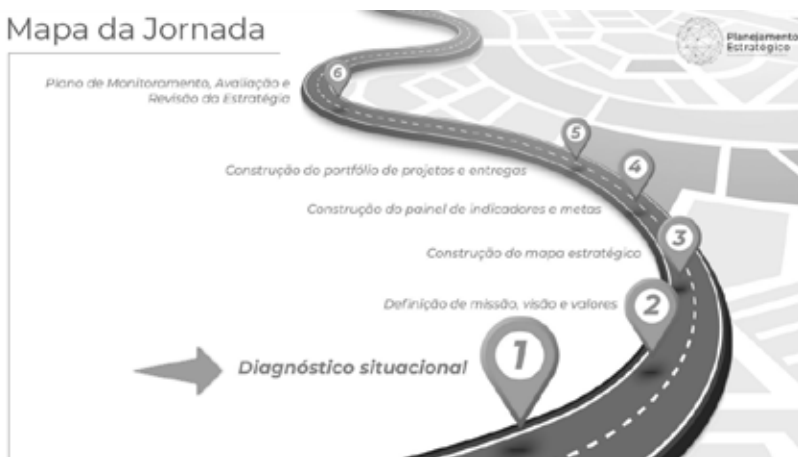 Mapa da Jornada
Planejamento
Estratégico
6
Plano de Monitoramento, Avaliação e
Revisão da Estratégia
5
Construção do portfólio de projetos e entregas
4
Construção do painel de indicadores e metas
3
Construção do mapa estratégico
2
Definição de missão, visão e valores
1
Diagnóstico situacional